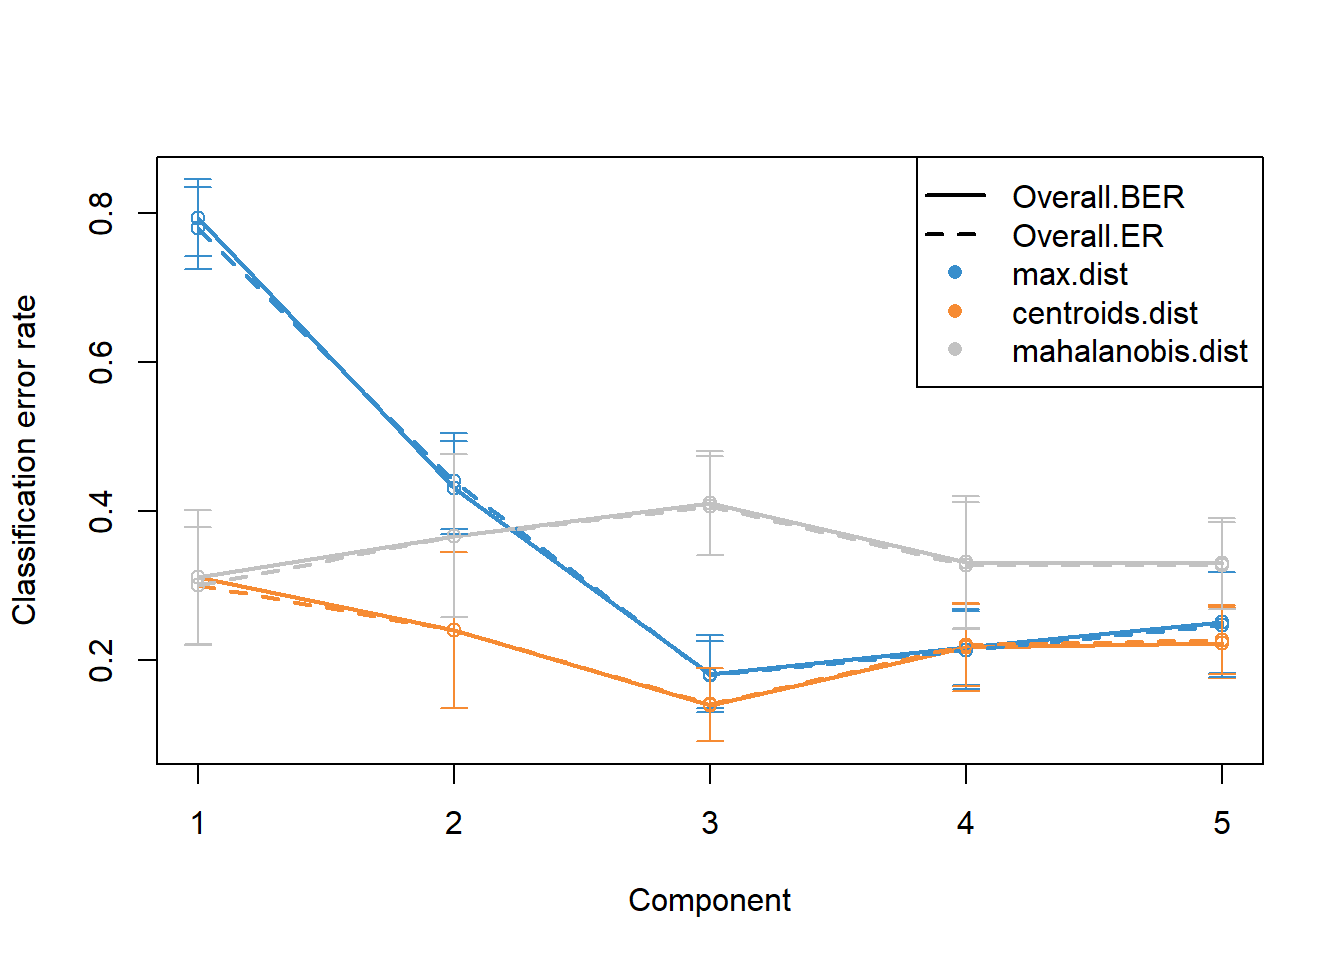 Overall.BER
Overall.ER
max.dist
centroids.dist
mahalanobis.dist
Classification error rate
0.8
0.6
0.4
0.2
1 2 3 4 5
Component